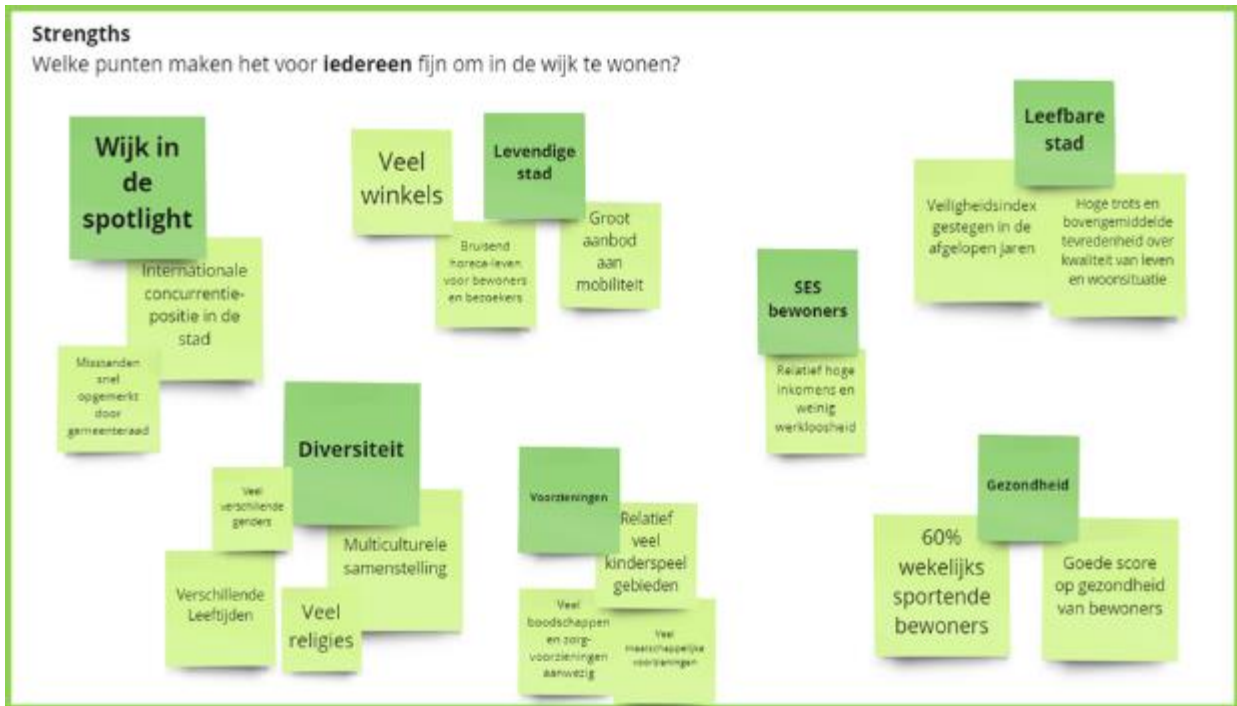 Strengths
Welke punten maken het voor iedereen fijn om in de wijk te wonen?
Wijk in
de
spotlight
Internationale
concurrentie-
positie in de
stad
Misstanden
snel
opgemerkt
door
gemeenteraad
Veel
winkels
Levendige
stad
Bruisend
horeca-leven
voor bewoners
en bezoekers
Groot
aanbod
aan
mobiliteit
SES
bewoners
Relatief hoge
inkomens en
weinig
werkloosheid
Leefbare
stad
Veiligheidsindex
gestegen in de
afgelopen jaren
Hoge trots en
bovengemiddelde
tevredenheid over
kwaliteit van leven
en woonsituatie
Diversiteit
Veel
verschillende
genders
Multiculturele
samenstelling
Verschillende
Leeftijden
Veel
religies
Voorzieningen
Relatief
veel
kinderspeel
gebieden
Veel
boodschappen
en zorg-
voorzieningen
aanwezig
Veel
maatschappelijke
voorzieningen
Gezondheid
60%
wekelijks
sportende
bewoners
Goede score
op gezondheid
van bewoners